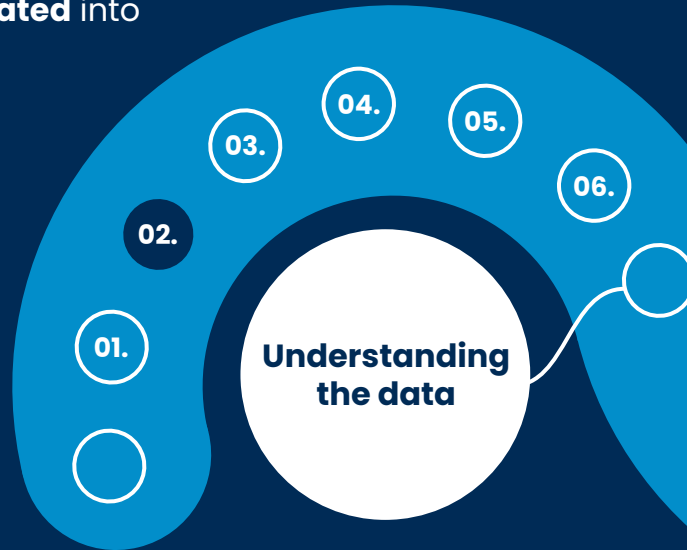 ated into
04.
05.
03.
06.
02.
01.
Understanding
the data